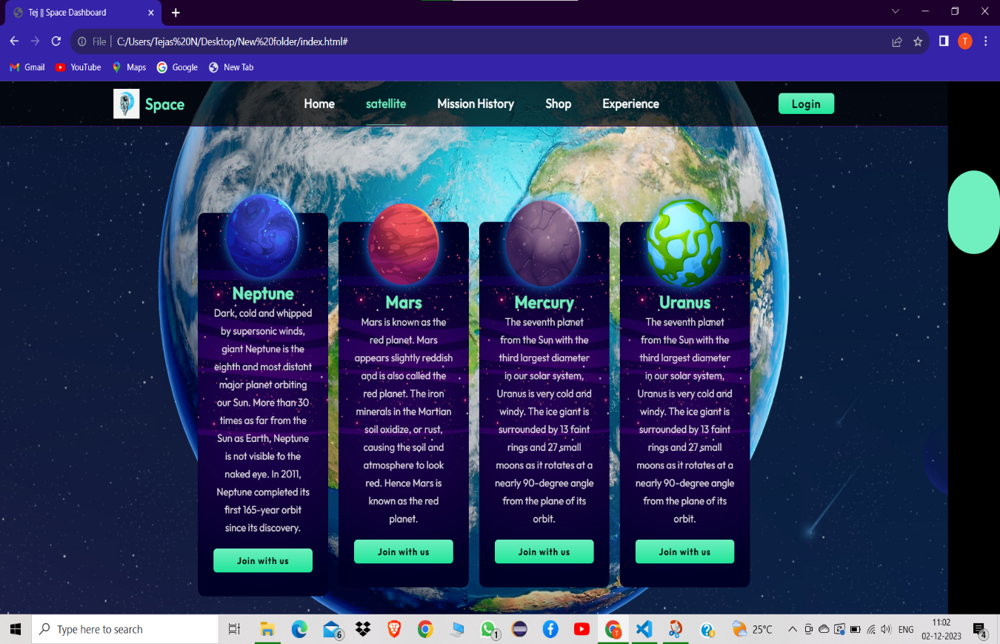 Tej || Space Dashboard
File
C:/Users/Tejas%20N/Desktop/New%20folder/index.html#
T
Gmail
YouTube
Maps
Google
New Tab
Space
Home
satellite
Mission History
Shop
Experience
Login
Neptune
Dark, cold and whipped
by supersonic winds,
giant Neptune is the
eighth and most distant
major planet orbiting
our Sun. More than 30
times as far from the
Sun as Earth, Neptune
is not visible to the
naked eye. In 2011,
Neptune completed its
first 165-year orbit
since its discovery.
Join with us
Mars
Mars is known as the
red planet. Mars
appears slightly reddish
and is also called the
red planet. The iron
minerals in the Martian
soil oxidize, or rust,
causing the soil and
atmosphere to look
red. Hence Mars is
known as the red
planet.
Join with us
Mercury
The seventh planet
from the Sun with the
third largest diameter
in our solar system,
Uranus is very cold and
windy. The ice giant is
surrounded by 13 faint
rings and 27 small
moons as it rotates at a
nearly 90-degree angle
from the plane of its
orbit.
Join with us
Uranus
The seventh planet
from the Sun with the
third largest diameter
in our solar system,
Uranus is very cold and
windy. The ice giant is
surrounded by 13 faint
rings and 27 small
moons as it rotates at a
nearly 90-degree angle
from the plane of its
orbit.
Join with us
Type here to search
6
1
T
25°C
ENG
11:02
02-12-2023
4